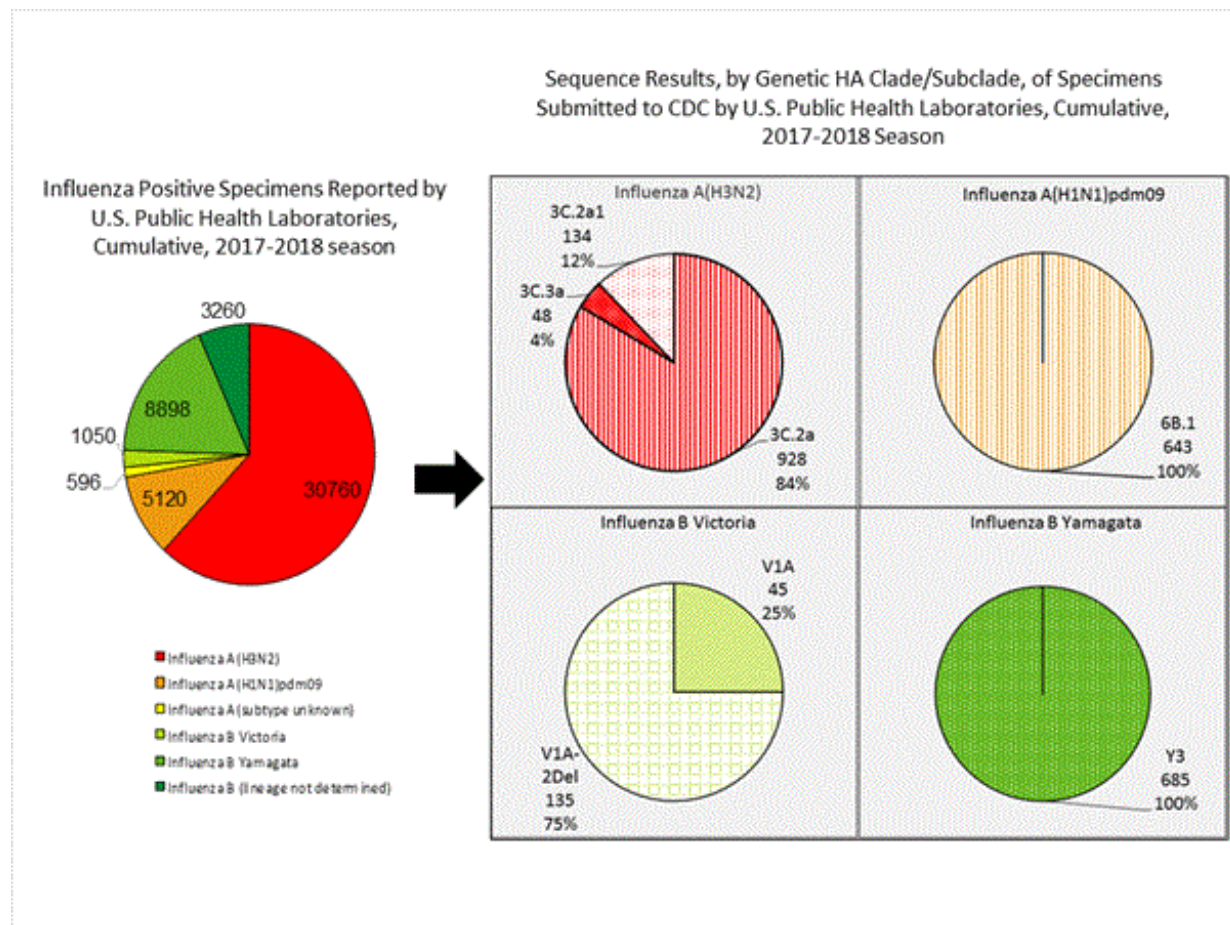 Sequence Results, by Genetic HA Clade/Subclade, of Specimens
Submitted to CDC by U.S. Public Health Laboratories, Cumulative,
2017-2018 Season
Influenza Positive Specimens Reported by
U.S. Public Health Laboratories,
Cumulative, 2017-2018 season
3260
8898
1050
596
5120
30760
Influenza A(H3N2)
Influenza A(H1N1)pdm09
Influenza A(subtype unknown)
Influenza B Victoria
Influenza B Yamagata
Influenza B (lineage not determined)
Influenza A(H3N2)
3C.2a1
134
12%
3C.3a
48
4%
3C.2a
928
84%
Influenza A(H1N1)pdm09
6B.1
643
100%
Influenza B Victoria
V1A
45
25%
V1A-
2Del
135
75%
Influenza B Yamagata
Y3
685
100%